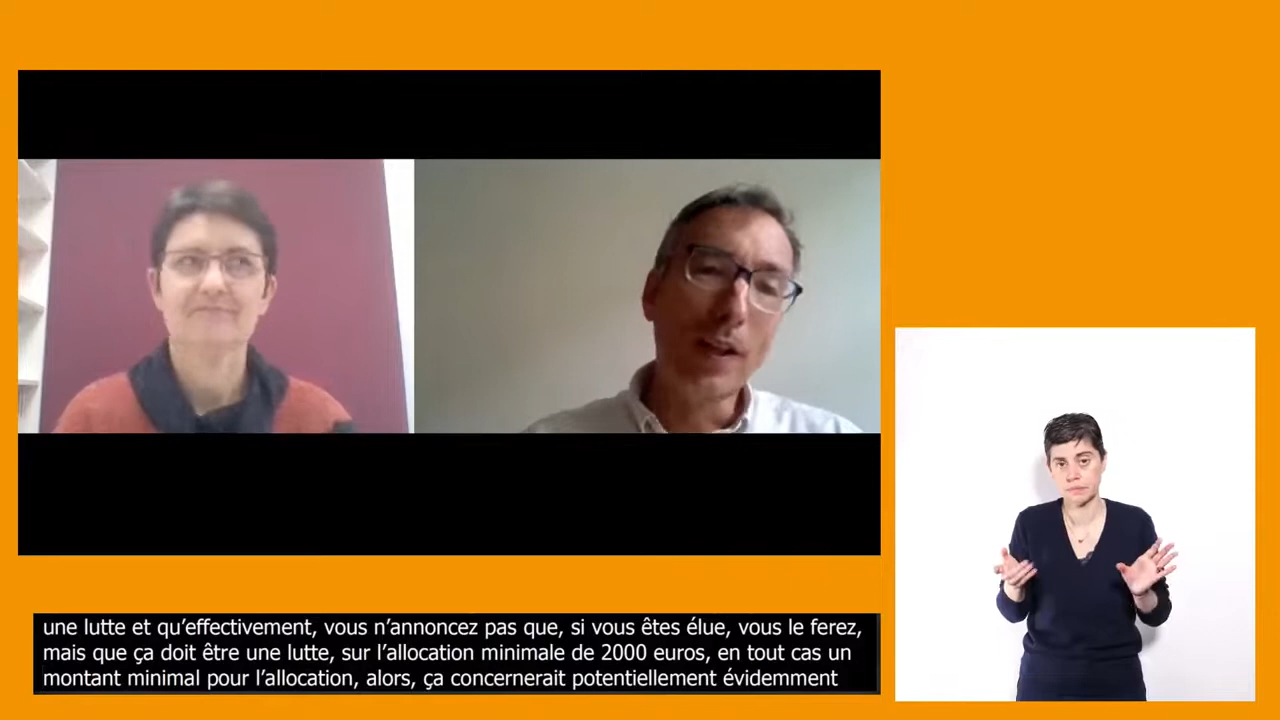 une lutte et qu’effectivement, vous n’annoncez pas que, si vous êtes élue, vous le ferez,
mais que ça doit être une lutte, sur l’allocation minimale de 2000 euros, en tout cas un
montant minimal pour l’allocation, alors, ça concernerait potentiellement évidemment